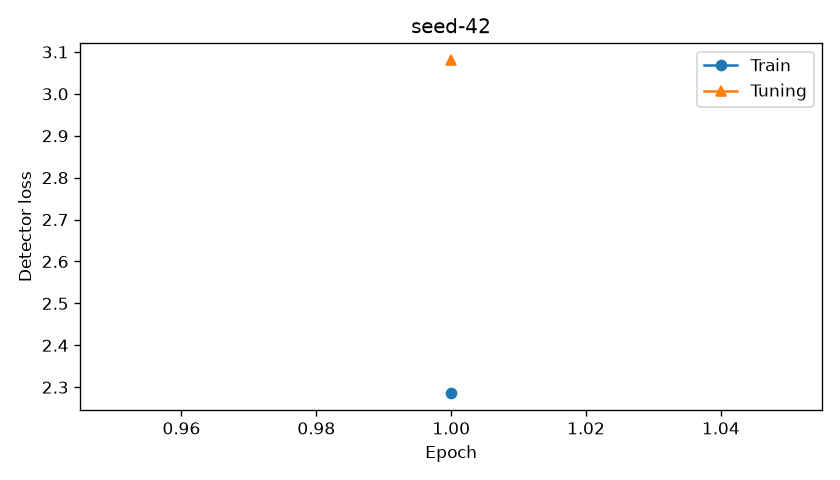 seed-42
3.1
3.0
2.9
2.8
2.7
2.6
2.5
2.4
2.3
Detector loss
Train
Tuning
0.96 0.98 1.00 1.02 1.04
Epoch